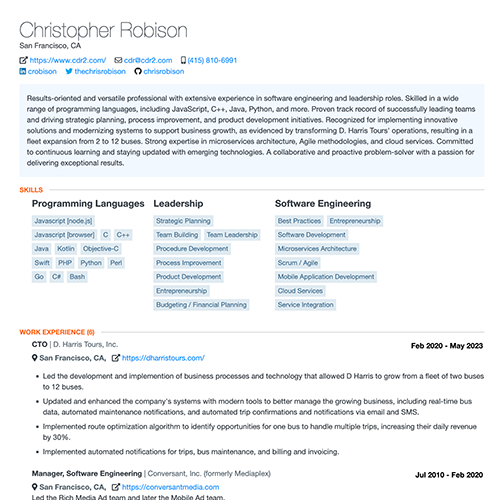 Christopher Robison
San Francisco, CA
https://www.cdr2.com/ cdr@cdr2.com (415) 810-6991
crobison thechrisrobison chrisrobison
Results-oriented and versatile professional with extensive experience in software engineering and leadership roles. Skilled in a wide
range of programming languages, including JavaScript, C++, Java, Python, and more. Proven track record of successfully leading teams
and driving strategic planning, process improvement, and product development initiatives. Recognized for implementing innovative
solutions and modernizing systems to support business growth, as evidenced by transforming D. Harris Tours' operations, resulting in a
fleet expansion from 2 to 12 buses. Strong expertise in microservices architecture, Agile methodologies, and cloud services. Committed
to continuous learning and staying updated with emerging technologies. A collaborative and proactive problem-solver with a passion for
delivering exceptional results.
SKILLS
Programming Languages Leadership Software Engineering
Javascript [node.js] Strategic Planning Best Practices Entrepreneurship
Javascript [browser] C C++ Team Building Team Leadership Software Development
Java Kotlin Objective-C Procedure Development Microservices Architecture
Swift PHP Python Perl Process Improvement Scrum / Agile
Go C# Bash Product Development Mobile Application Development
Entrepreneurship Cloud Services
Budgeting / Financial Planning Service Integration
WORK EXPERIENCE (6)
CTO | D. Harris Tours, Inc. Feb 2020 - May 2023
San Francisco, CA, https://dharristours.com/
• Led the development and implemention of business processes and technology that allowed D Harris to grow from a fleet of two buses
to 12 buses.
• Updated and enhanced the company's systems with modern tools to better manage the growing business, including real-time bus
data, automated maintenance notifications, and automated trip confirmations and notifications via email and SMS.
• Implemented route optimization algorithm to identify opportunities for one bus to handle multiple trips, increasing their daily revenue
by 30%.
• Implemented automated notifications for trips, bus maintenance, and billing and invoicing.
Manager, Software Engineering | Conversant, Inc. (formerly Mediaplex) Jul 2010 - Feb 2020
San Francisco, CA, https://conversantmedia.com
Led the Rich Media Ad team and later the Mobile Ad team.